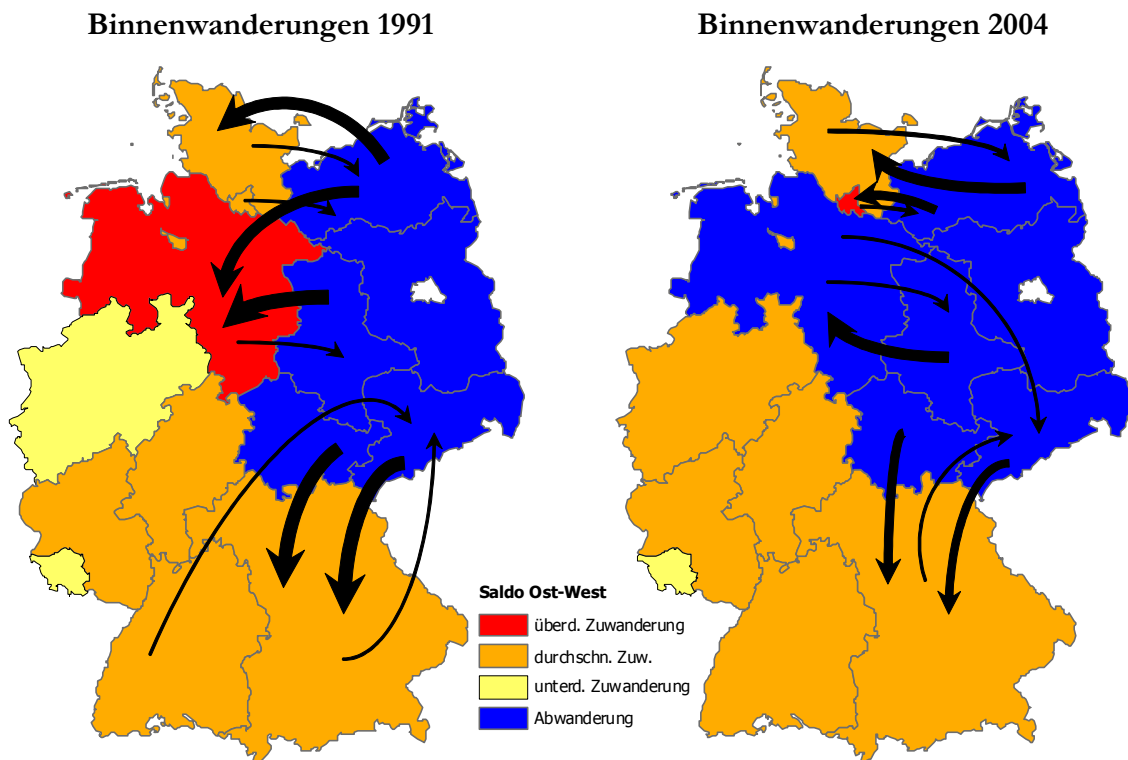 Binnenwanderungen 1991
Binnenwanderungen 2004
Saldo Ost-West
überd. Zuwanderung
durchschn. Zuw.
unterd. Zuwanderung
Abwanderung